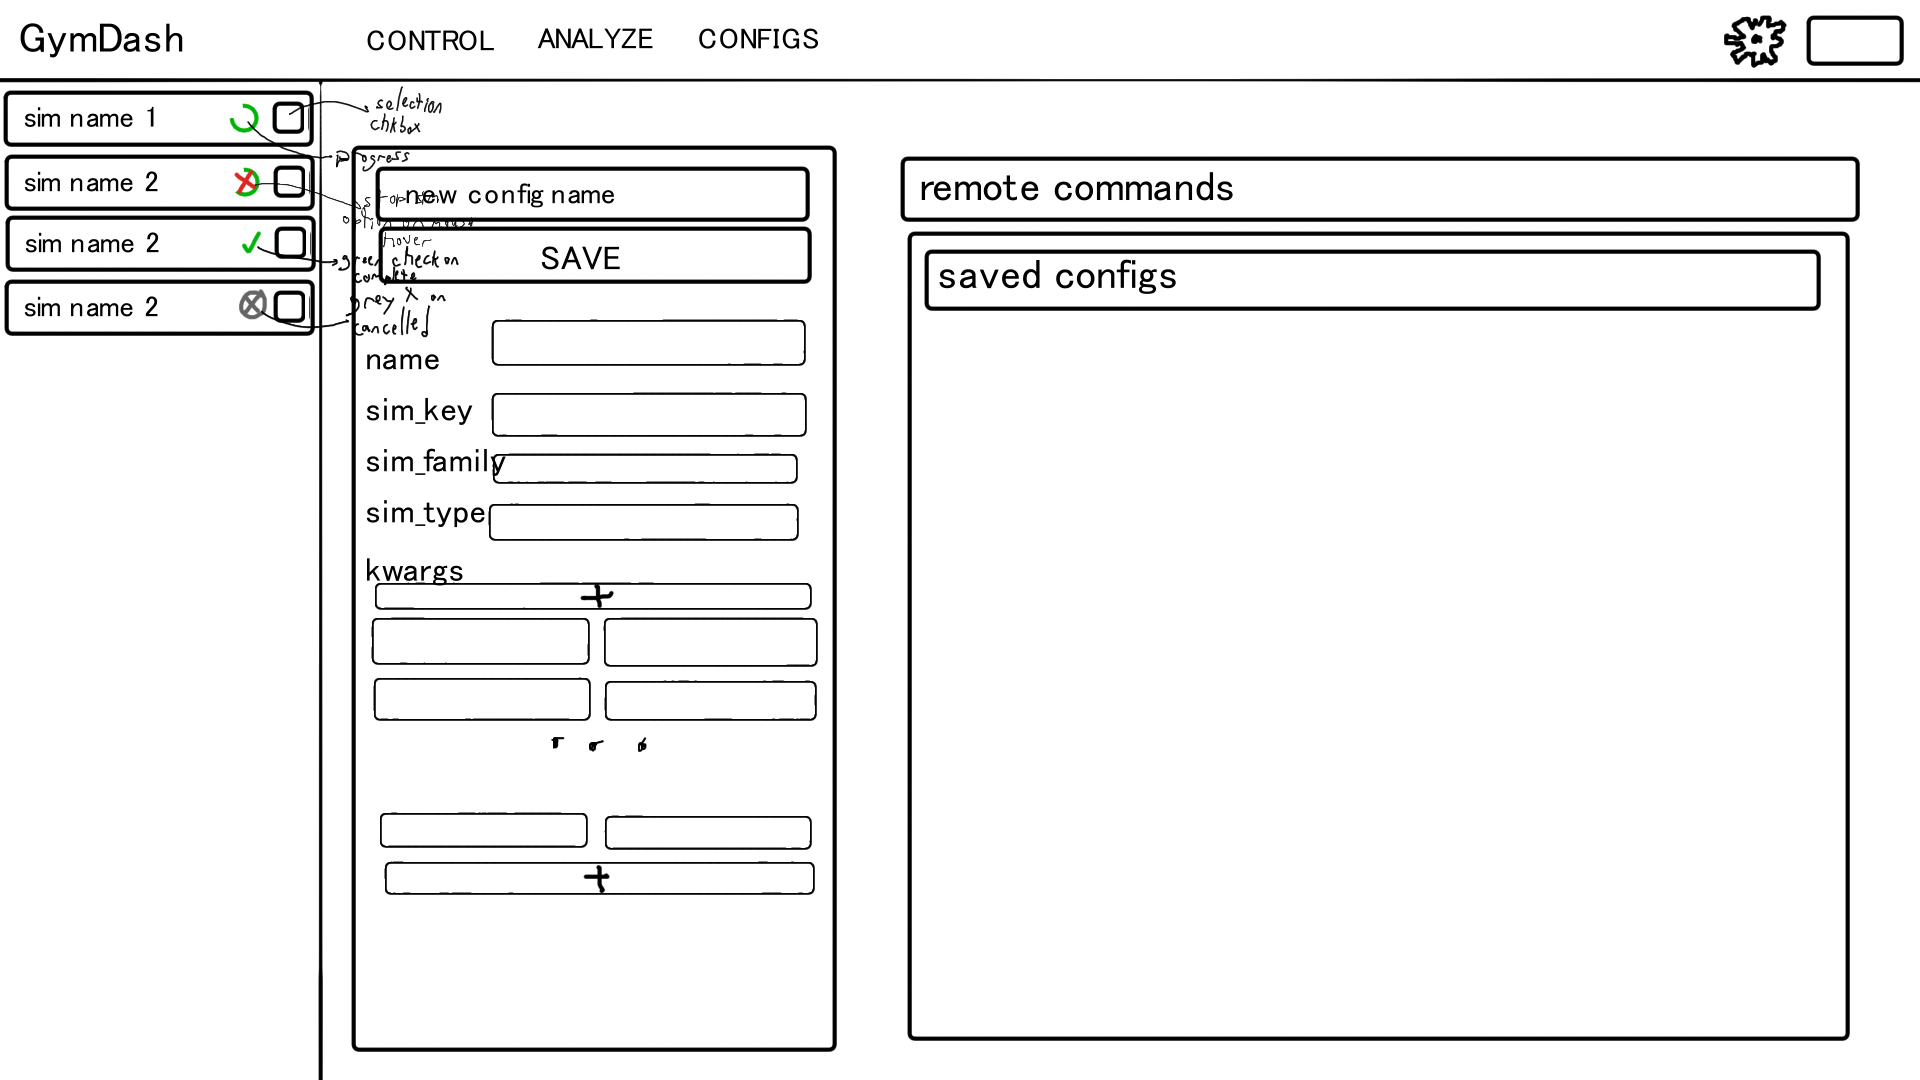 GymDash
CONTROL ANALYZE CONFIGS
sim name 1
sim name 2
sim name 2
sim name 2
selection
chkbox
progress
stop sim
option on mouse
hover
green check on
complete
grey X on
cancelled
new config name
SAVE
name
sim_key
sim_family
sim_type
kwargs
+
+
remote commands
saved configs